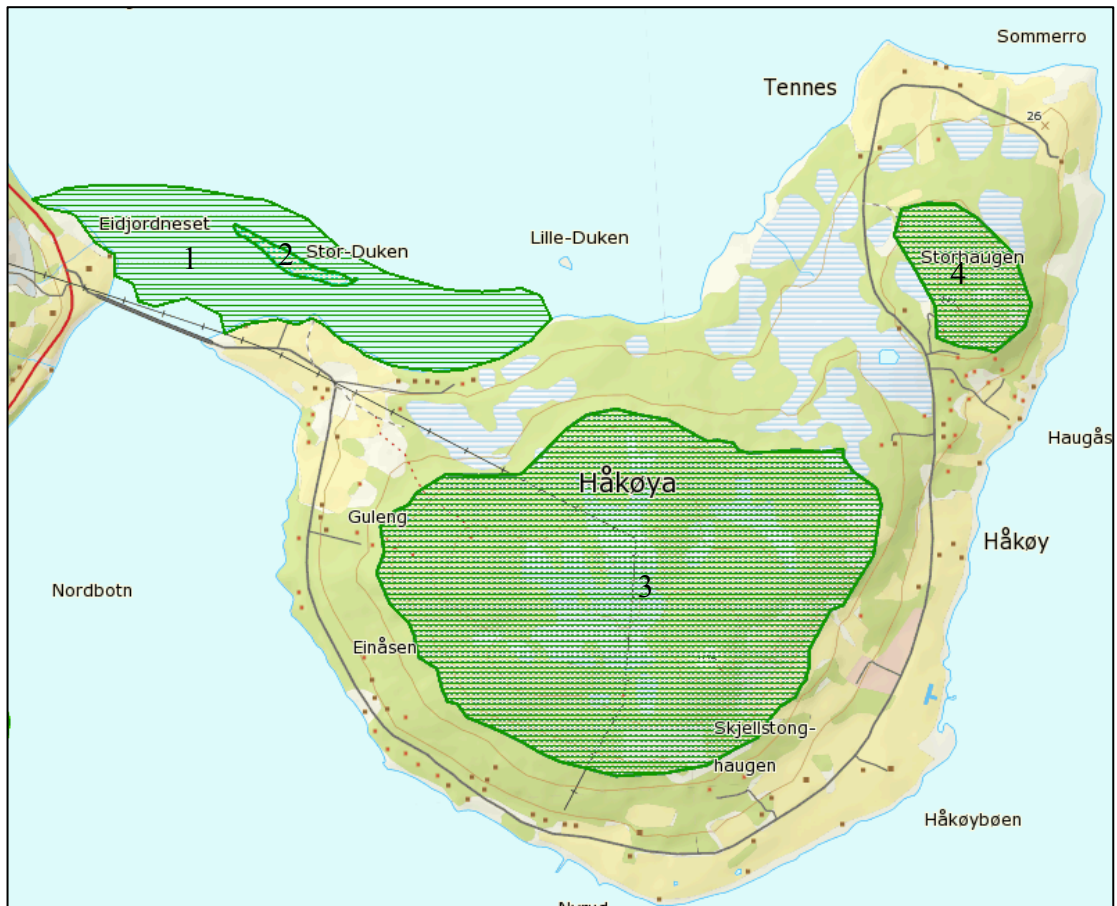 Sommerro
Tennes
26
Eidjordneset
Stor-Duken
Lille-Duken
1
2
Storhaugen
4
Haugås
Håkøya
Guleng
Håkøy
Nordbotn
3
Einåsen
Skjellstong-
haugen
Håkøybøen